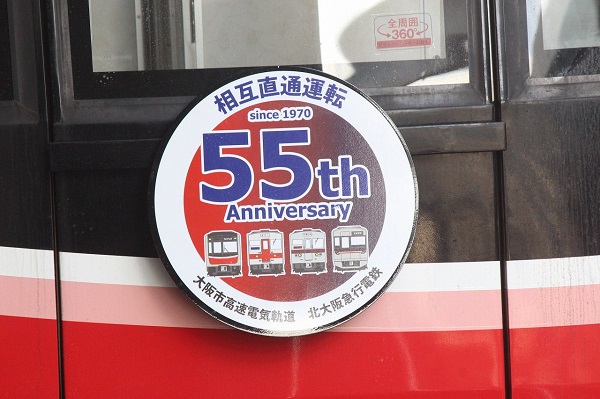 全周囲
360°
相互直通運転
since 1970
55th
Anniversary
大阪市高速電気軌道 北大阪急行電鉄